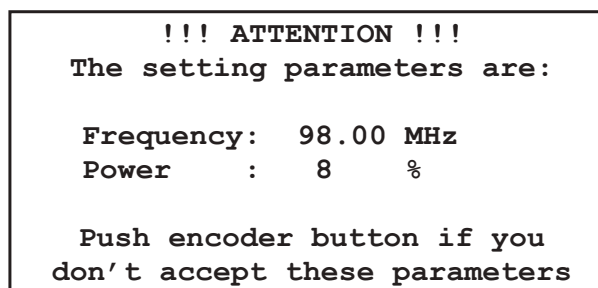 !!! ATTENTION !!!
The setting parameters are:
Frequency: 98.00 MHz
Power : 8 %
Push encoder button if you
don't accept these parameters